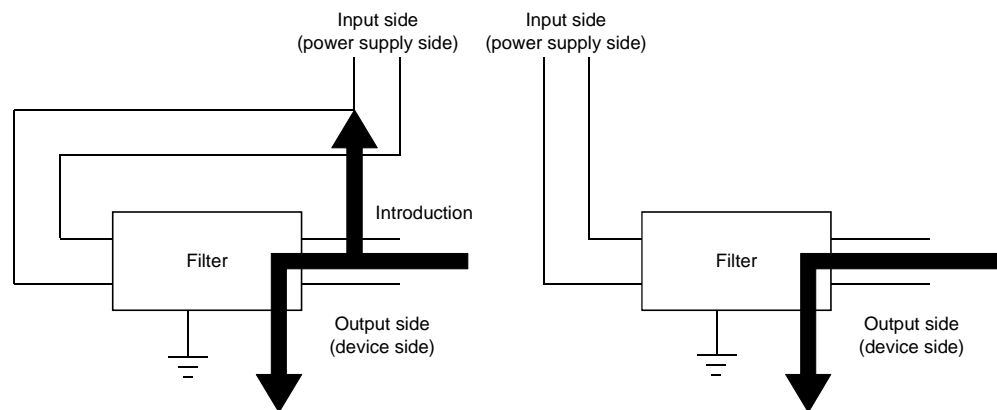 Input side
(power supply side)
Input side
(power supply side)
Introduction
Filter
Filter
Output side
(device side)
Output side
(device side)